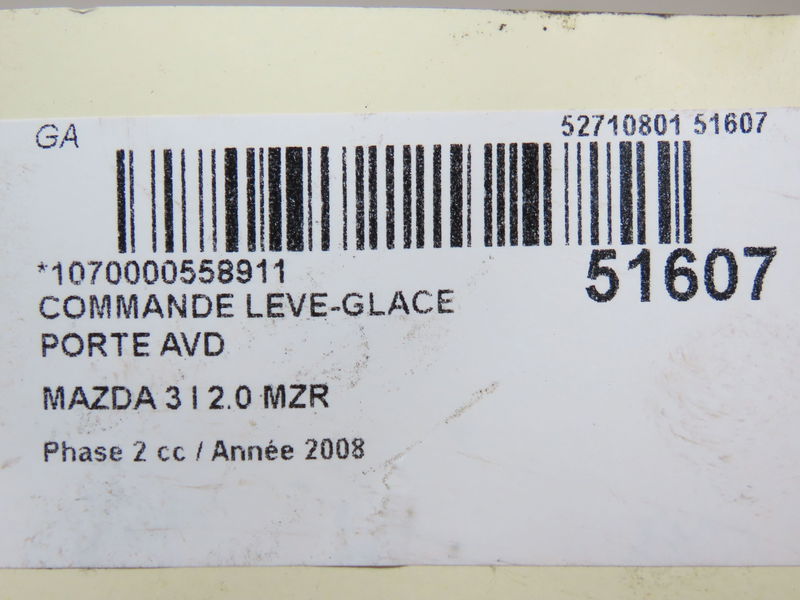 GA
52710801 51607
*1070000558911
51607
COMMANDE LEVE-GLACE
PORTE AVD
MAZDA 3 I 2.0 MZR
Phase 2 cc / Année 2008